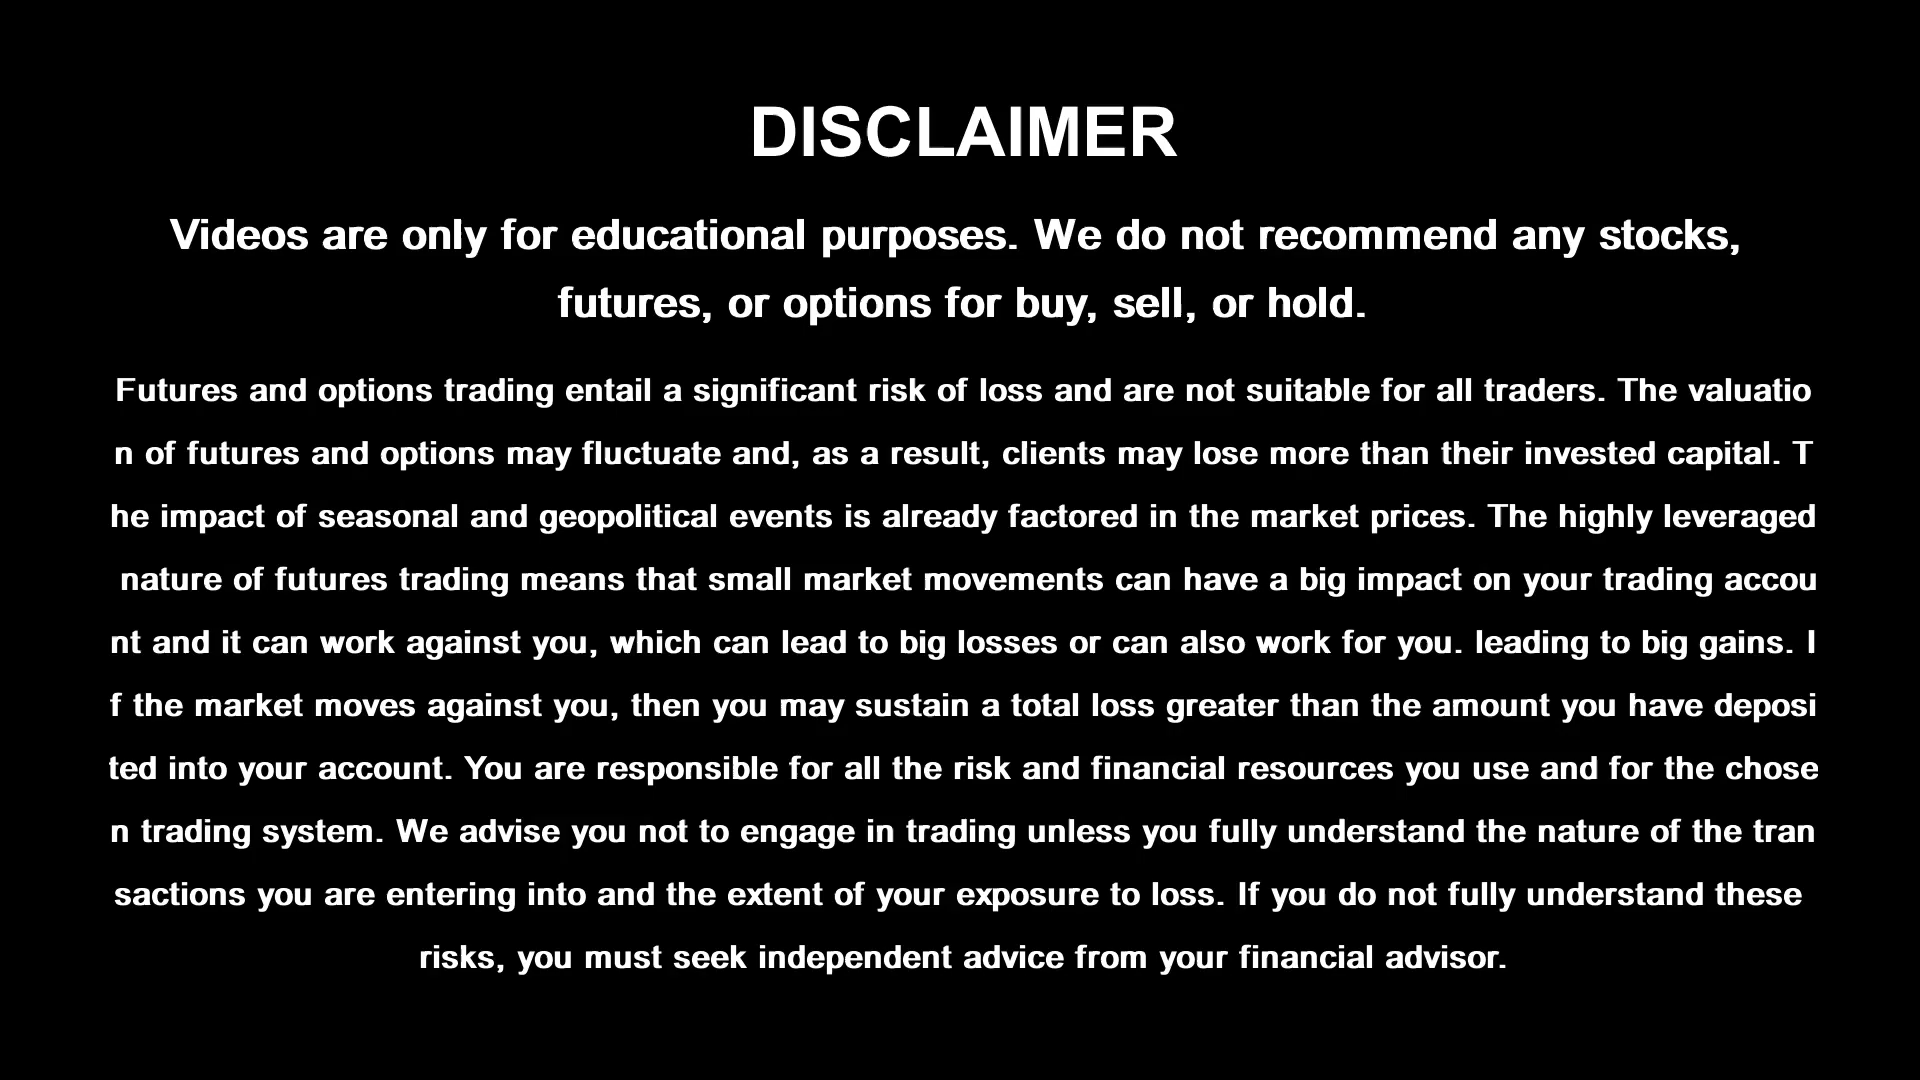 DISCLAIMER
Videos are only for educational purposes. We do not recommend any stocks,
futures, or options for buy, sell, or hold.
Futures and options trading entail a significant risk of loss and are not suitable for all traders. The valuatio
n of futures and options may fluctuate and, as a result, clients may lose more than their invested capital. T
he impact of seasonal and geopolitical events is already factored in the market prices. The highly leveraged
nature of futures trading means that small market movements can have a big impact on your trading accou
nt and it can work against you, which can lead to big losses or can also work for you. leading to big gains. I
f the market moves against you, then you may sustain a total loss greater than the amount you have deposi
ted into your account. You are responsible for all the risk and financial resources you use and for the chose
n trading system. We advise you not to engage in trading unless you fully understand the nature of the tran
sactions you are entering into and the extent of your exposure to loss. If you do not fully understand these
risks, you must seek independent advice from your financial advisor.